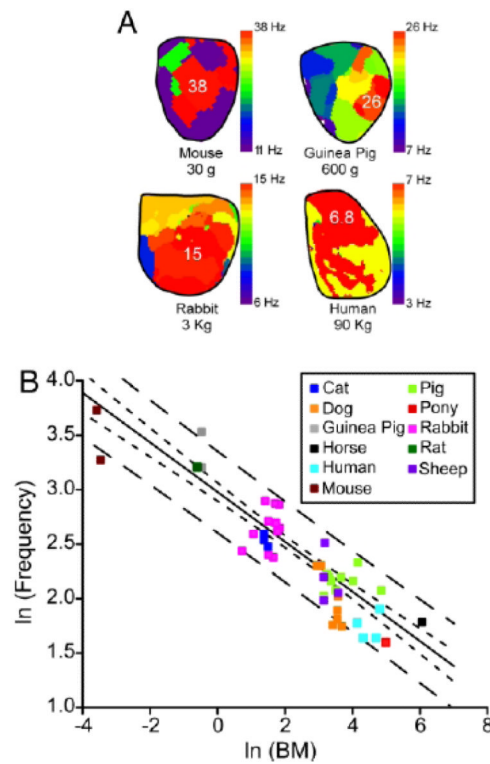 A
38 Hz
26 Hz
38
26
Mouse
30 g
11 Hz
Guinea Pig
600 g
7 Hz
15 Hz
7 Hz
6.8
15
Rabbit
3 Kg
6 Hz
Human
90 Kg
3 Hz
B
4.0
3.5
3.0
2.5
2.0
1.5
1.0
ln (Frequency)
Cat
Dog
Guinea Pig
Horse
Human
Mouse
Pig
Pony
Rabbit
Rat
Sheep
-4 -2 0 2 4 6 8
ln (BM)